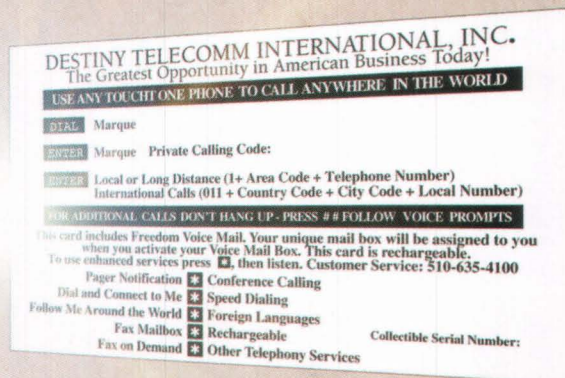 DESTINY TELECOMM INTERNATIONAL, INC.
The Greatest Opportunity in American Business Today!
USE ANY TOUCHT ONE PHONE TO CALL ANYWHERE IN THE WORLD
DIAL Marque
ENTER Marque Private Calling Code:
ENTER Local or Long Distance (1+ Area Code + Telephone Number)
International Calls (011 + Country Code + City Code + Local Number)
FOR ADDITIONAL CALLS DON'T HANG UP - PRESS ## FOLLOW VOICE PROMPTS
This card includes Freedom Voice Mail. Your unique mail box will be assigned to you
when you activate your Voice Mail Box. This card is rechargeable.
To use enhanced services press *, then listen. Customer Service: 510-635-4100
Pager Notification * Conference Calling
Dial and Connect to Me * Speed Dialing
Follow Me Around the World * Foreign Languages
Fax Mailbox * Rechargeable
Fax on Demand * Other Telephony Services
Collectible Serial Number: